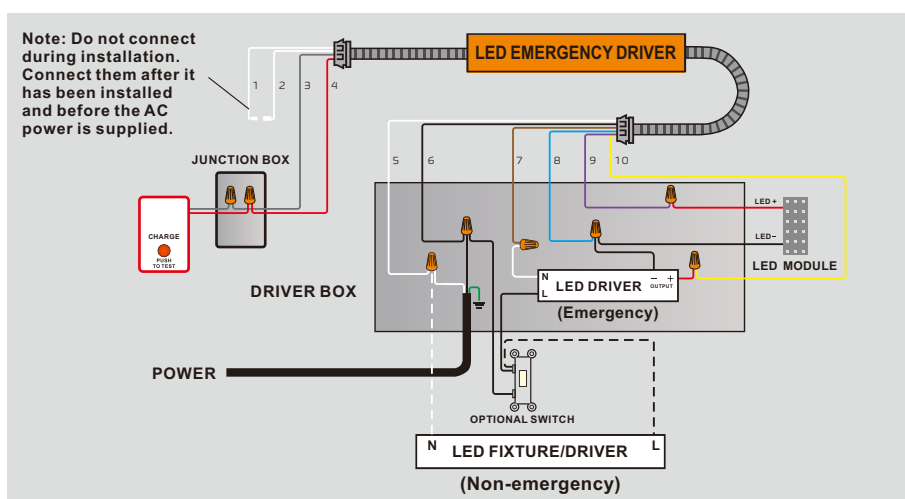 Note: Do not connect
during installation.
Connect them after it
has been installed
and before the AC
power is supplied.
LED EMERGENCY DRIVER
1
2
3
4
5
6
7
8
9
10
JUNCTION BOX
CHARGE
PUSH
TO TEST
LED+
LED–
LED MODULE
DRIVER BOX
N
L
LED DRIVER
– +
OUTPUT
(Emergency)
POWER
OPTIONAL SWITCH
N
LED FIXTURE/DRIVER
L
(Non-emergency)